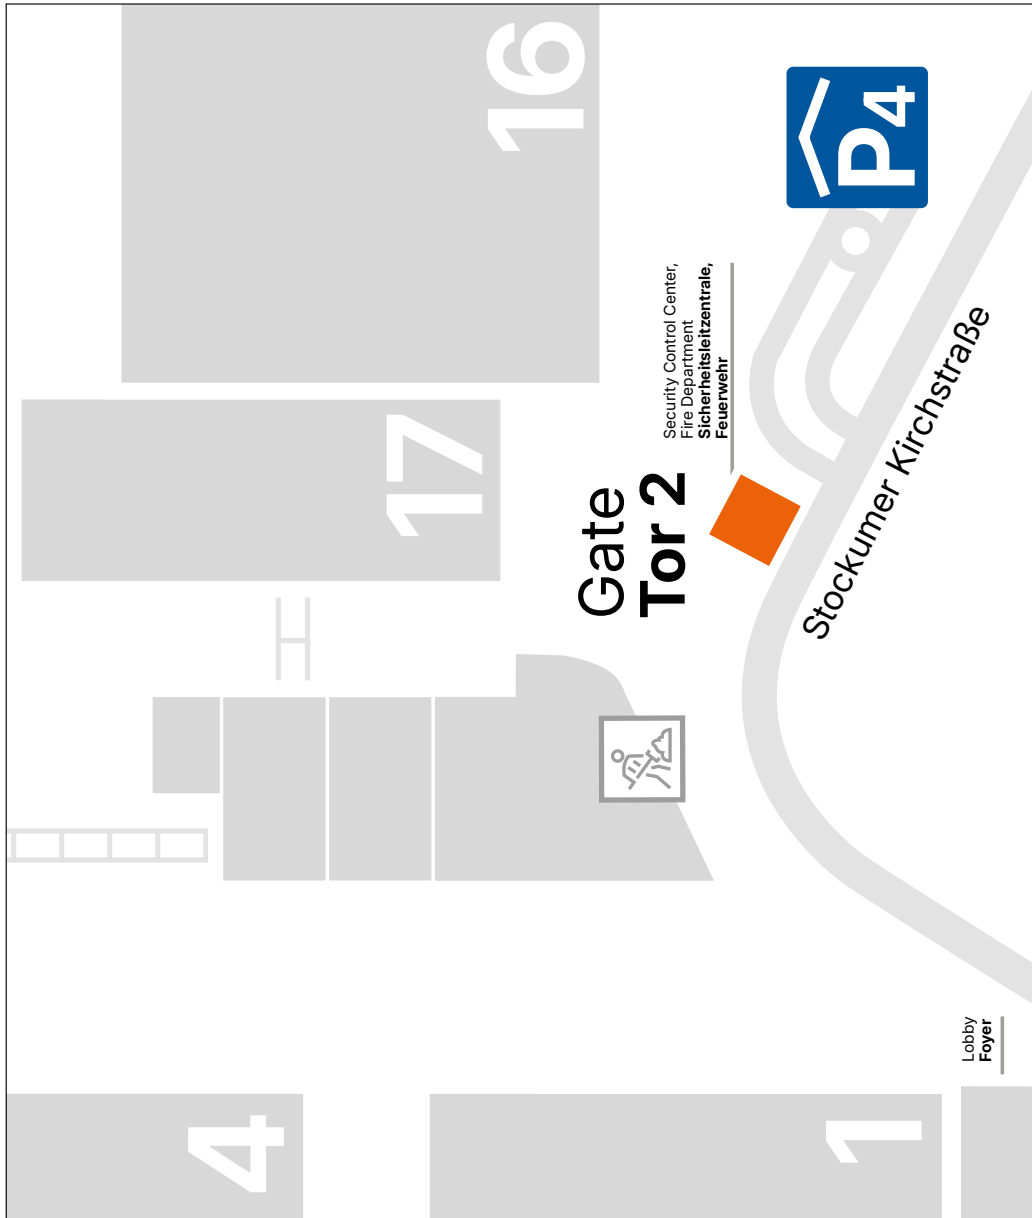 4
17
16
Gate
Tor 2
Security Control Center,
Fire Department
Sicherheitsleitzentrale,
Feuerwehr
P4
1
Stockumer Kirchstraße
Lobby
Foyer